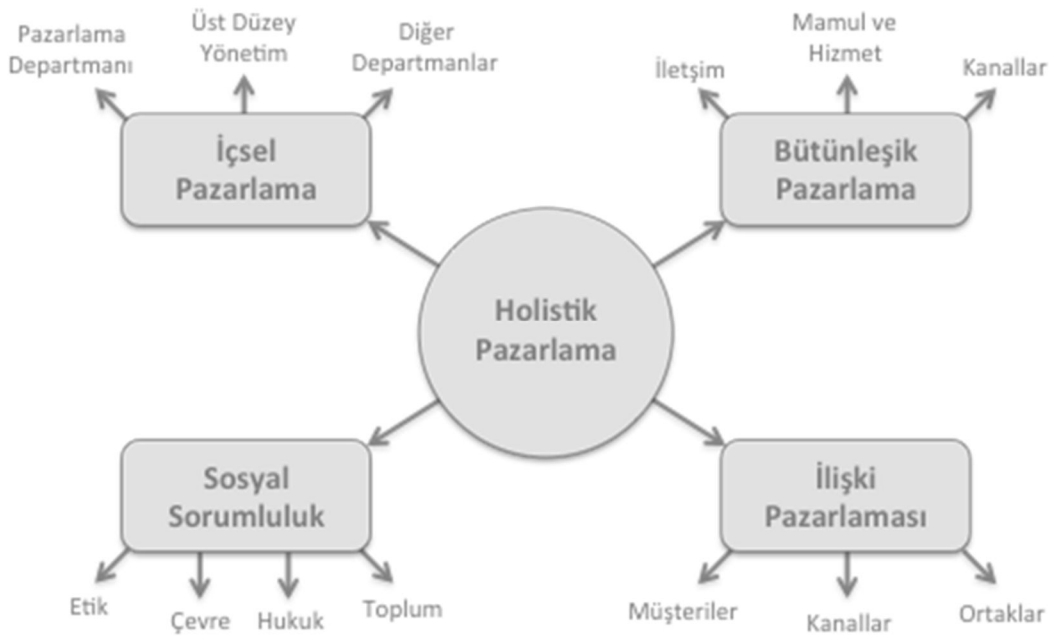 Pazarlama
Departmanı
Üst Düzey
Yönetim
Diğer
Departmanlar
İçsel
Pazarlama
İletişim
Mamul ve
Hizmet
Kanallar
Bütünleşik
Pazarlama
Holistik
Pazarlama
Sosyal
Sorumluluk
Etik
Çevre
Hukuk
Toplum
İlişki
Pazarlaması
Müşteriler
Kanallar
Ortaklar